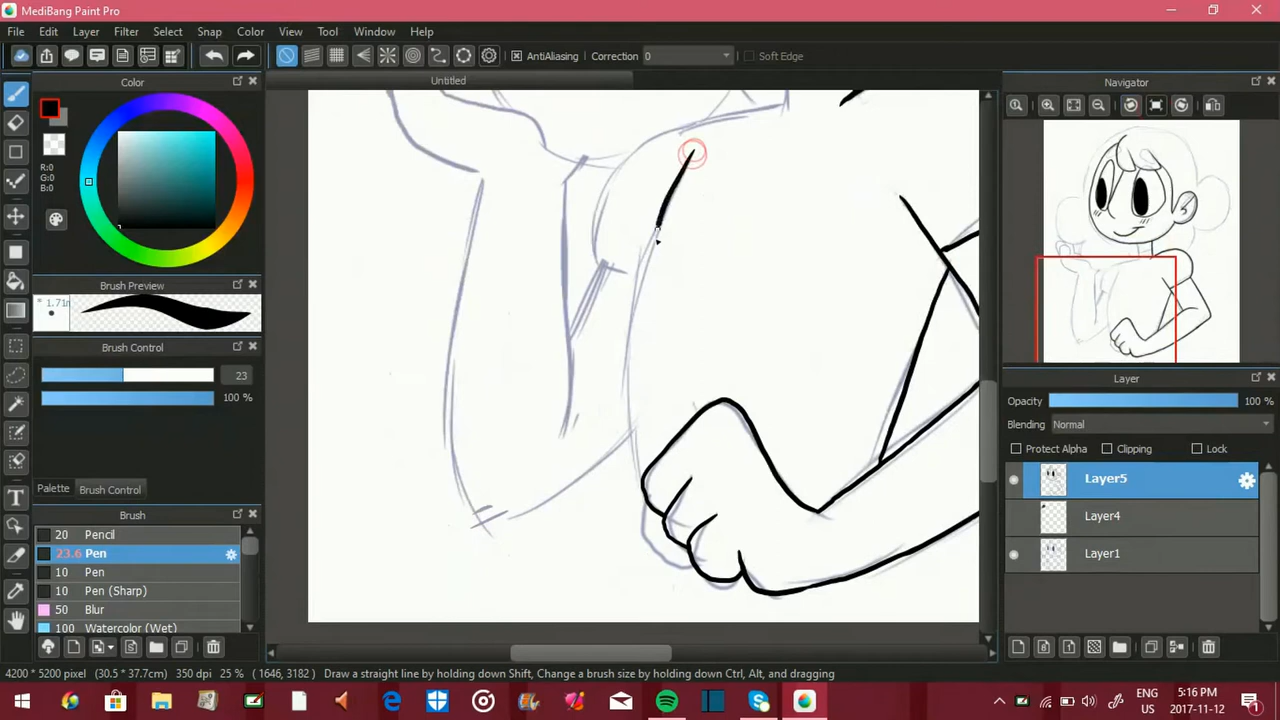 MediBang Paint Pro
File Edit Layer Filter Select Snap Color View Tool Window Help
AntiAliasing Correction 0 Soft Edge
Color
Untitled
Navigator
R:0
G:0
B:0
Brush Preview
* 1.71
Brush Control
23
100 %
Palette Brush Control
Brush
20 Pencil
23.6 Pen
10 Pen
10 Pen (Sharp)
50 Blur
100 Watercolor (Wet)
Layer
Opacity 100 %
Blending Normal
Protect Alpha Clipping Lock
Layer5
Layer4
Layer1
4200 * 5200 pixel (30.5 * 37.7cm) 350 dpi 25 % ( 1646, 3182 ) Draw a straight line by holding down Shift, Change a brush size by holding down Ctrl, Alt, and dragging
ENG
US
5:16 PM
2017-11-12
1